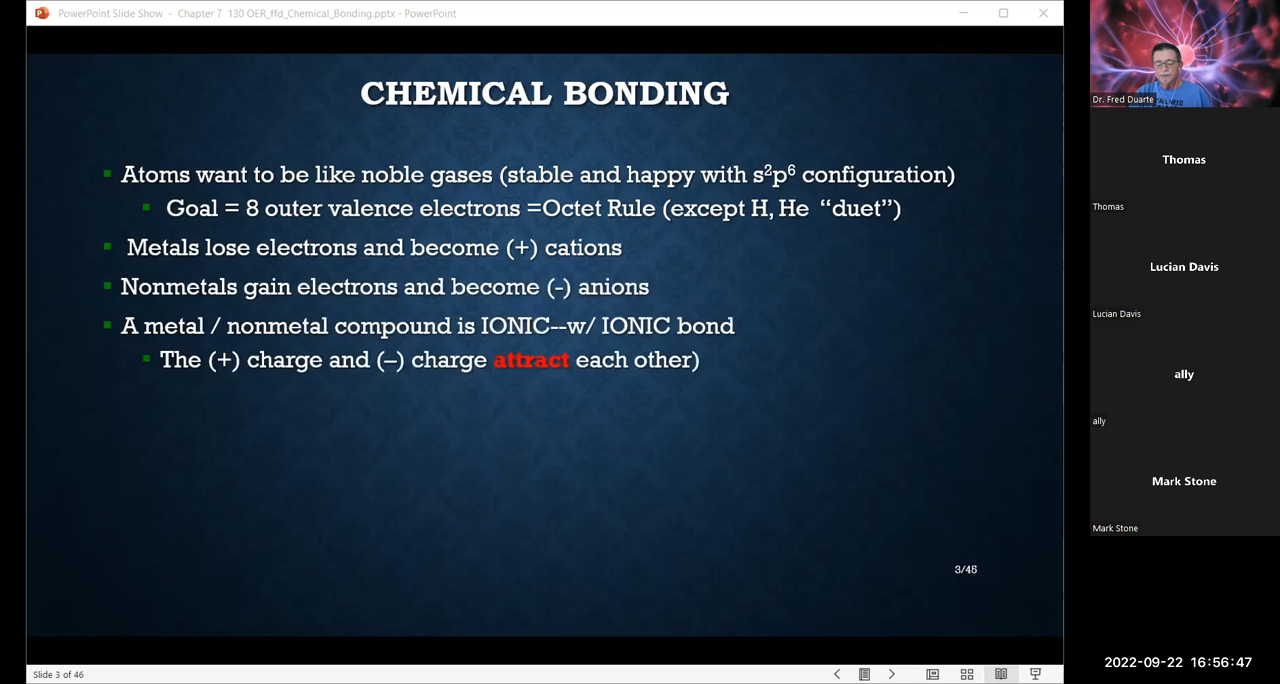 PowerPoint Slide Show - Chapter 7 130 OER_ffd_Chemical_Bonding.pptx - PowerPoint
CHEMICAL BONDING
Atoms want to be like noble gases (stable and happy with s²p⁶ configuration)
Goal = 8 outer valence electrons =Octet Rule (except H, He “duet”)
Metals lose electrons and become (+) cations
Nonmetals gain electrons and become (-) anions
A metal / nonmetal compound is IONIC--w/ IONIC bond
The (+) charge and (–) charge attract each other)
3/45
Slide 3 of 46
Dr. Fred Duarte
Thomas
Thomas
Lucian Davis
Lucian Davis
ally
ally
Mark Stone
Mark Stone
2022-09-22 16:56:47